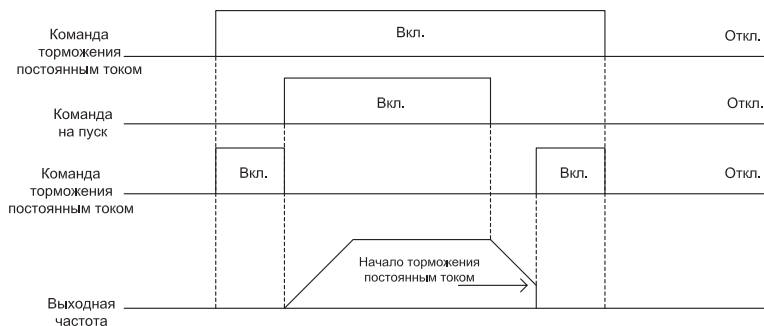 Команда
торможения
постоянным током
Вкл.
Откл.
Команда
на пуск
Вкл.
Откл.
Команда
торможения
постоянным током
Вкл.
Вкл.
Откл.
Начало торможения
постоянным током
Выходная
частота